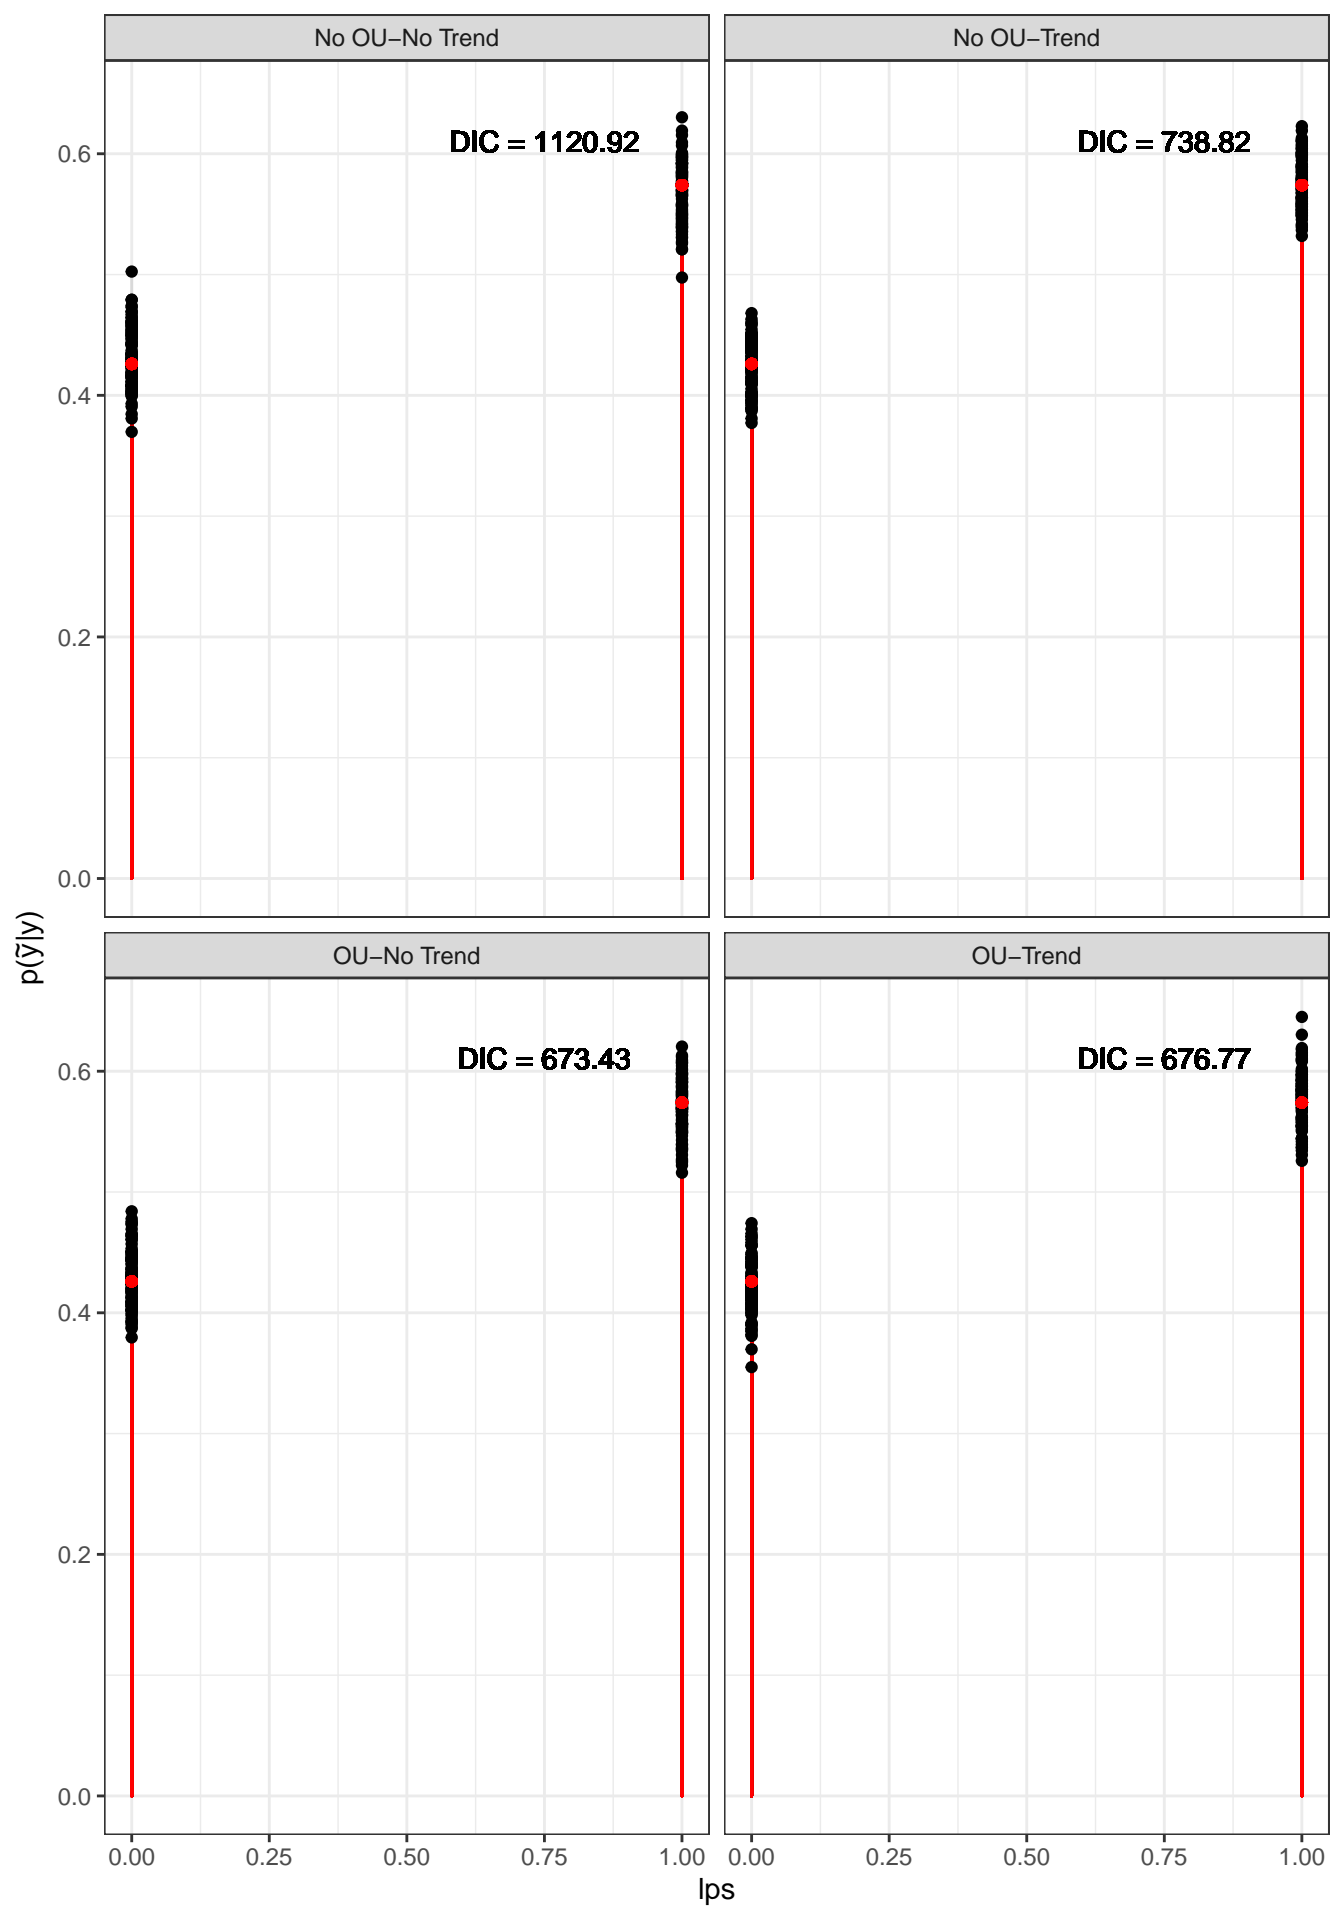 No OU−No Trend
No OU−Trend
DIC = 1120.92
DIC = 738.82
0.6
0.4
0.2
0.0
p(ỹ|y)
OU−No Trend
OU−Trend
DIC = 673.43
DIC = 676.77
0.6
0.4
0.2
0.0
0.00 0.25 0.50 0.75 1.00
0.00 0.25 0.50 0.75 1.00
lps